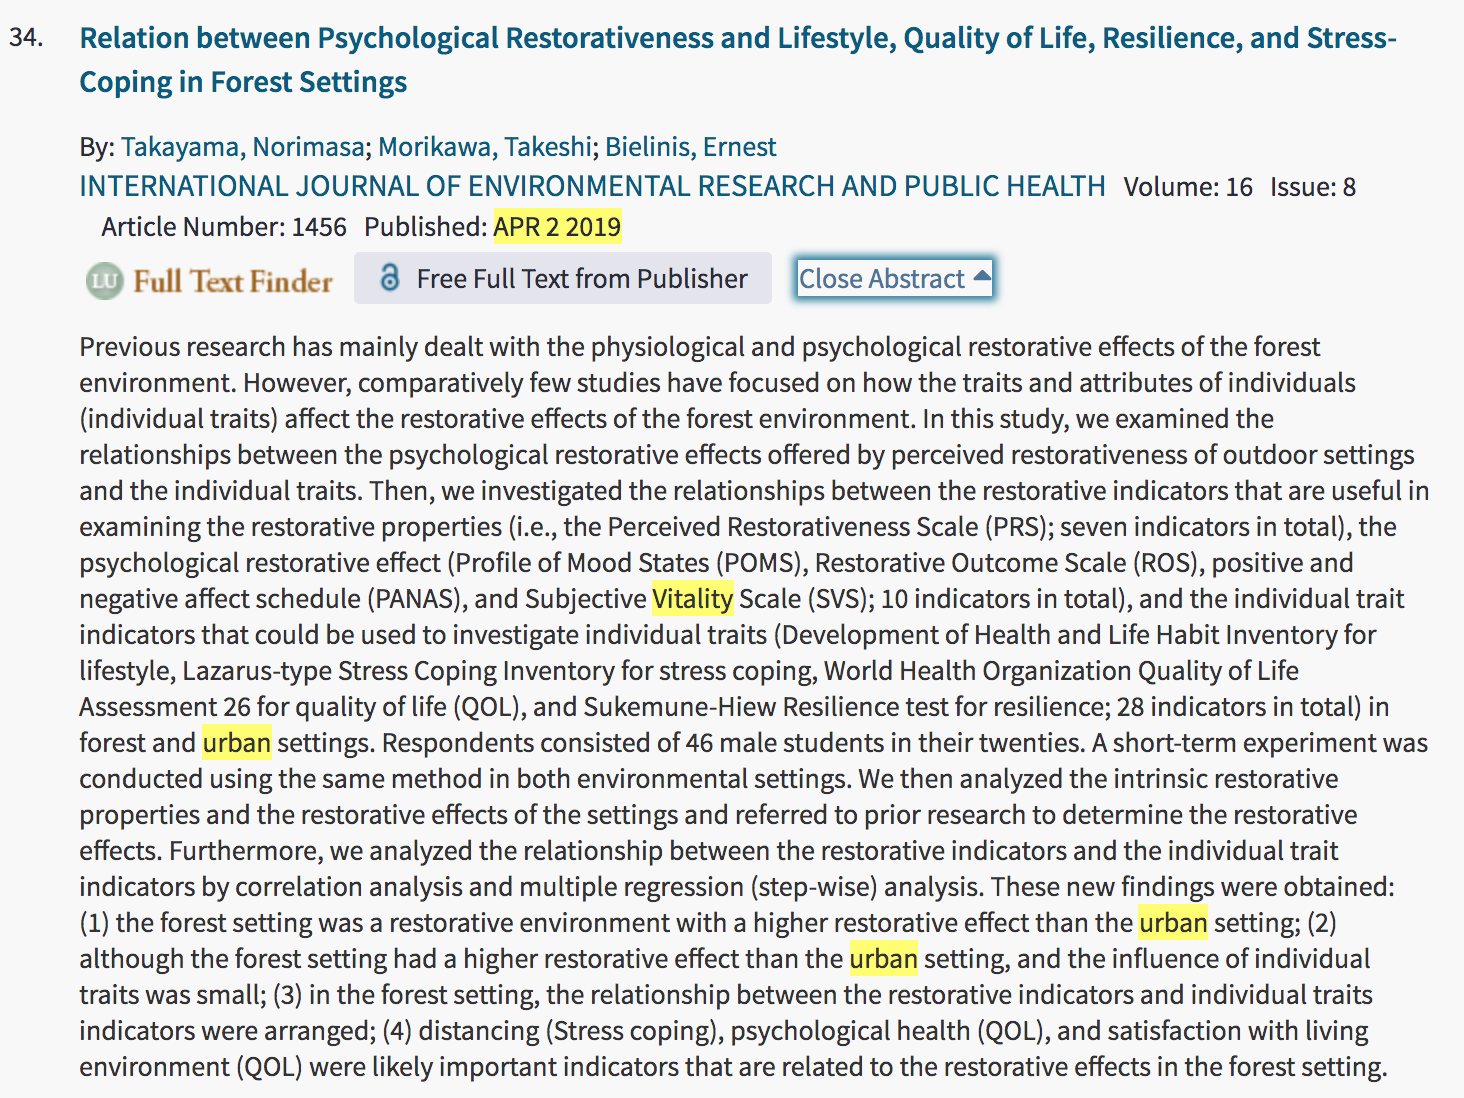 34. Relation between Psychological Restorativeness and Lifestyle, Quality of Life, Resilience, and Stress-
Coping in Forest Settings
By: Takayama, Norimasa; Morikawa, Takeshi; Bielinis, Ernest
INTERNATIONAL JOURNAL OF ENVIRONMENTAL RESEARCH AND PUBLIC HEALTH Volume: 16 Issue: 8
Article Number: 1456 Published: APR 2 2019
LU Full Text Finder Free Full Text from Publisher Close Abstract
Previous research has mainly dealt with the physiological and psychological restorative effects of the forest
environment. However, comparatively few studies have focused on how the traits and attributes of individuals
(individual traits) affect the restorative effects of the forest environment. In this study, we examined the
relationships between the psychological restorative effects offered by perceived restorativeness of outdoor settings
and the individual traits. Then, we investigated the relationships between the restorative indicators that are useful in
examining the restorative properties (i.e., the Perceived Restorativeness Scale (PRS); seven indicators in total), the
psychological restorative effect (Profile of Mood States (POMS), Restorative Outcome Scale (ROS), positive and
negative affect schedule (PANAS), and Subjective Vitality Scale (SVS); 10 indicators in total), and the individual trait
indicators that could be used to investigate individual traits (Development of Health and Life Habit Inventory for
lifestyle, Lazarus-type Stress Coping Inventory for stress coping, World Health Organization Quality of Life
Assessment 26 for quality of life (QOL), and Sukemune-Hiew Resilience test for resilience; 28 indicators in total) in
forest and urban settings. Respondents consisted of 46 male students in their twenties. A short-term experiment was
conducted using the same method in both environmental settings. We then analyzed the intrinsic restorative
properties and the restorative effects of the settings and referred to prior research to determine the restorative
effects. Furthermore, we analyzed the relationship between the restorative indicators and the individual trait
indicators by correlation analysis and multiple regression (step-wise) analysis. These new findings were obtained:
(1) the forest setting was a restorative environment with a higher restorative effect than the urban setting; (2)
although the forest setting had a higher restorative effect than the urban setting, and the influence of individual
traits was small; (3) in the forest setting, the relationship between the restorative indicators and individual traits
indicators were arranged; (4) distancing (Stress coping), psychological health (QOL), and satisfaction with living
environment (QOL) were likely important indicators that are related to the restorative effects in the forest setting.